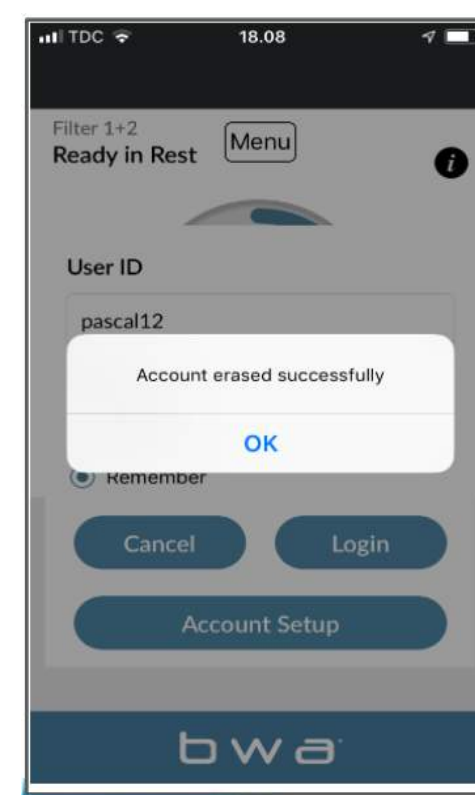 TDC 18.08
Filter 1+2
Ready in Rest Menu
i
User ID
pascal12
Account erased successfully
OK
Remember
Cancel Login
Account Setup
bwa